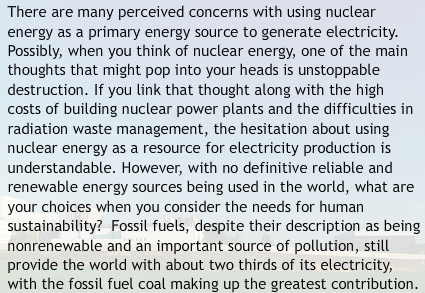 There are many perceived concerns with using nuclear
energy as a primary energy source to generate electricity.
Possibly, when you think of nuclear energy, one of the main
thoughts that might pop into your heads is unstoppable
destruction. If you link that thought along with the high
costs of building nuclear power plants and the difficulties in
radiation waste management, the hesitation about using
nuclear energy as a resource for electricity production is
understandable. However, with no definitive reliable and
renewable energy sources being used in the world, what are
your choices when you consider the needs for human
sustainability? Fossil fuels, despite their description as being
nonrenewable and an important source of pollution, still
provide the world with about two thirds of its electricity,
with the fossil fuel coal making up the greatest contribution.